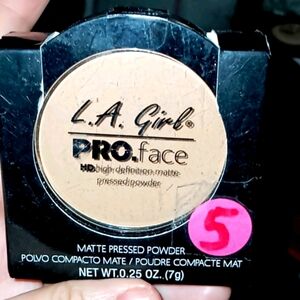 L.A. Girl®
PRO.face
HD high definition matte
pressed powder
5
MATTE PRESSED POWDER
POLVO COMPACTO MATE / POUDRE COMPACTE MAT
NET WT.0.25 OZ. (7g)